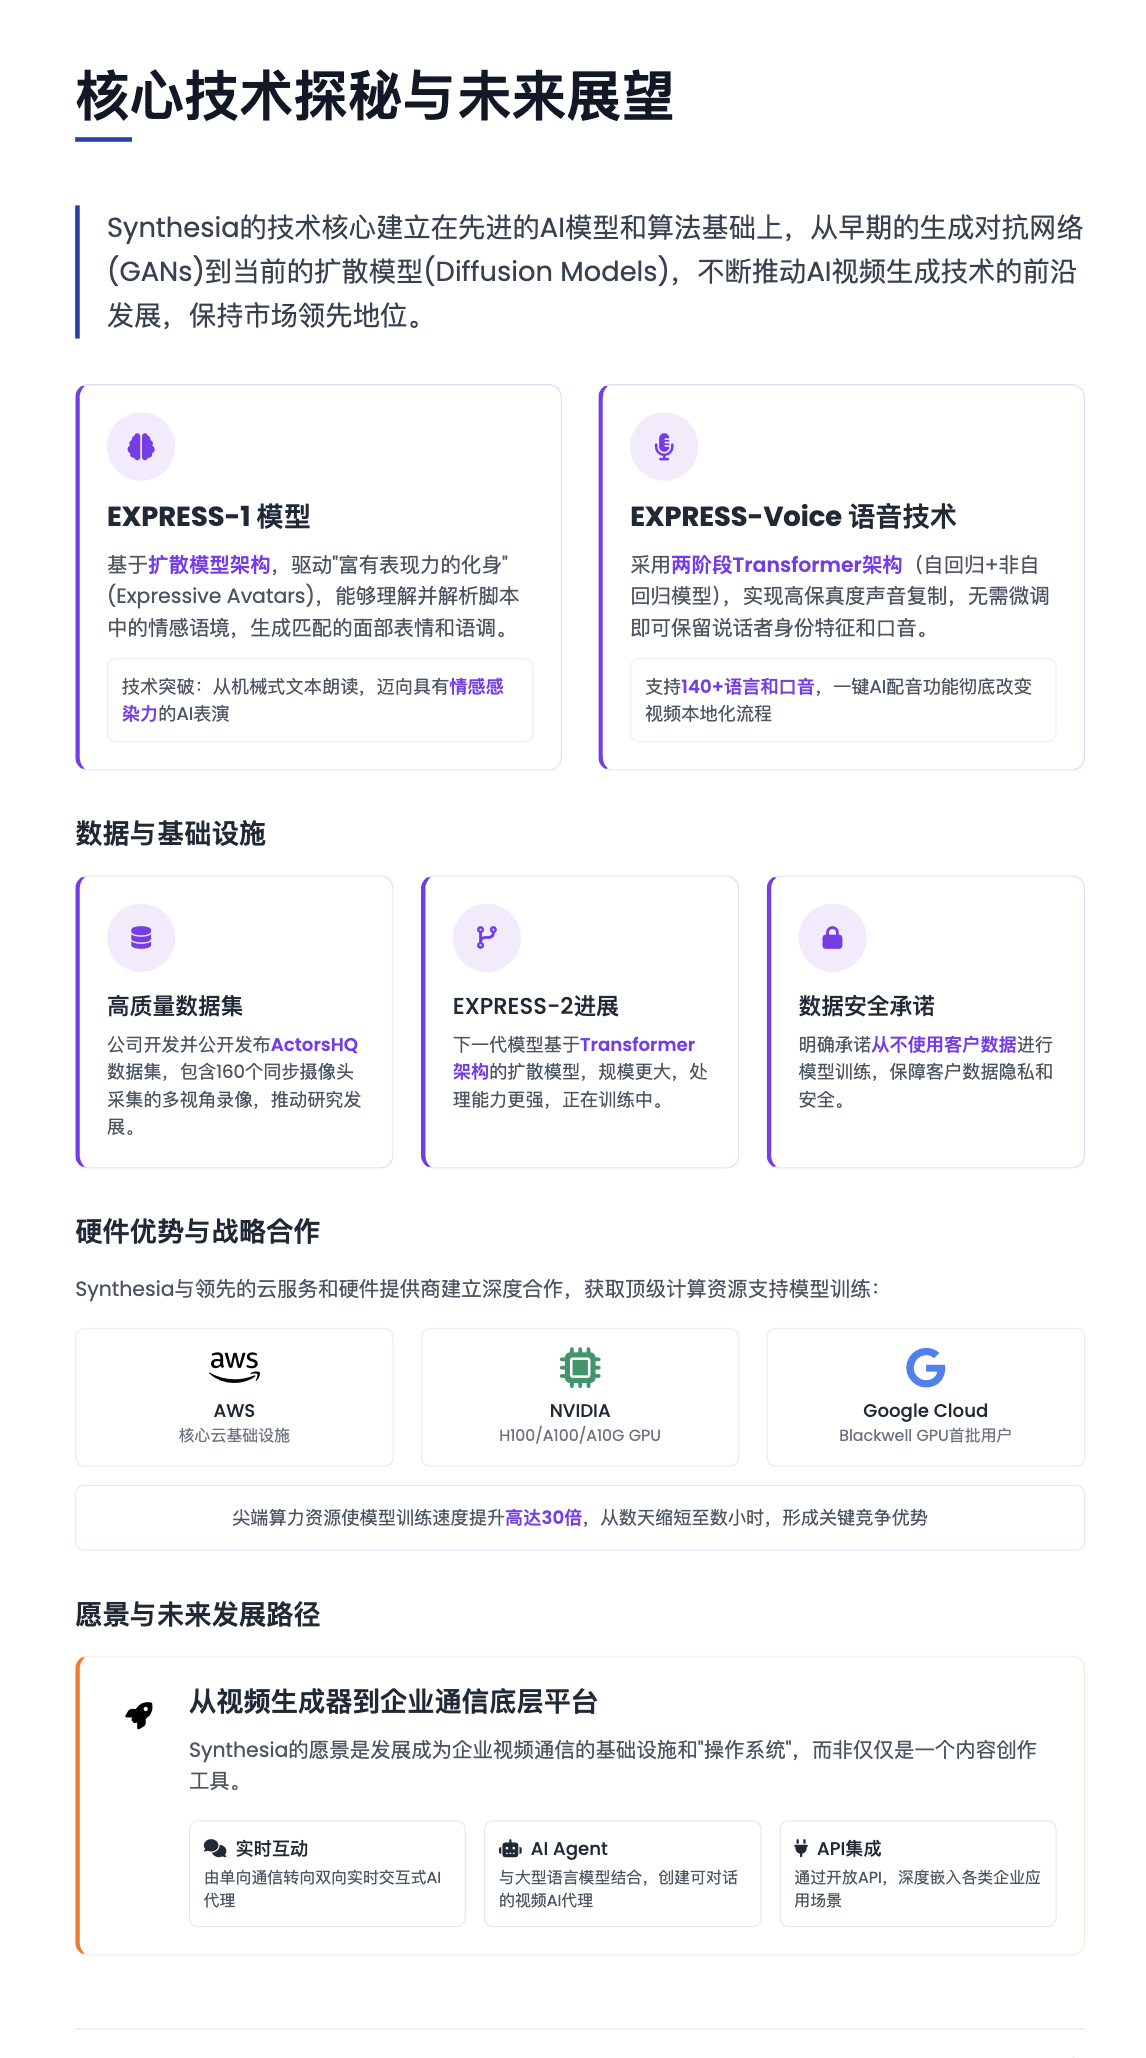 核心技术探秘与未来展望
Synthesia的技术核心建立在先进的AI模型和算法基础上，从早期的生成对抗网络
(GANs)到当前的扩散模型(Diffusion Models)，不断推动AI视频生成技术的前沿
发展，保持市场领先地位。
EXPRESS-1 模型
基于扩散模型架构，驱动"富有表现力的化身"
(Expressive Avatars)，能够理解并解析脚本
中的情感语境，生成匹配的面部表情和语调。
技术突破：从机械式文本朗读，迈向具有情感感
染力的AI表演
EXPRESS-Voice 语音技术
采用两阶段Transformer架构（自回归+非自
回归模型），实现高保真度声音复制，无需微调
即可保留说话者身份特征和口音。
支持140+语言和口音，一键AI配音功能彻底改变
视频本地化流程
数据与基础设施
高质量数据集
公司开发并公开发布ActorsHQ
数据集，包含160个同步摄像头
采集的多视角录像，推动研究发
展。
EXPRESS-2进展
下一代模型基于Transformer
架构的扩散模型，规模更大，处
理能力更强，正在训练中。
数据安全承诺
明确承诺从不使用客户数据进行
模型训练，保障客户数据隐私和
安全。
硬件优势与战略合作
Synthesia与领先的云服务和硬件提供商建立深度合作，获取顶级计算资源支持模型训练：
aws
AWS
核心云基础设施
NVIDIA
H100/A100/A10G GPU
G
Google Cloud
Blackwell GPU首批用户
尖端算力资源使模型训练速度提升高达30倍，从数天缩短至数小时，形成关键竞争优势
愿景与未来发展路径
从视频生成器到企业通信底层平台
Synthesia的愿景是发展成为企业视频通信的基础设施和"操作系统"，而非仅仅是一个内容创作
工具。
实时互动
由单向通信转向双向实时交互式AI
代理
AI Agent
与大型语言模型结合，创建可对话
的视频AI代理
API集成
通过开放API，深度嵌入各类企业应
用场景